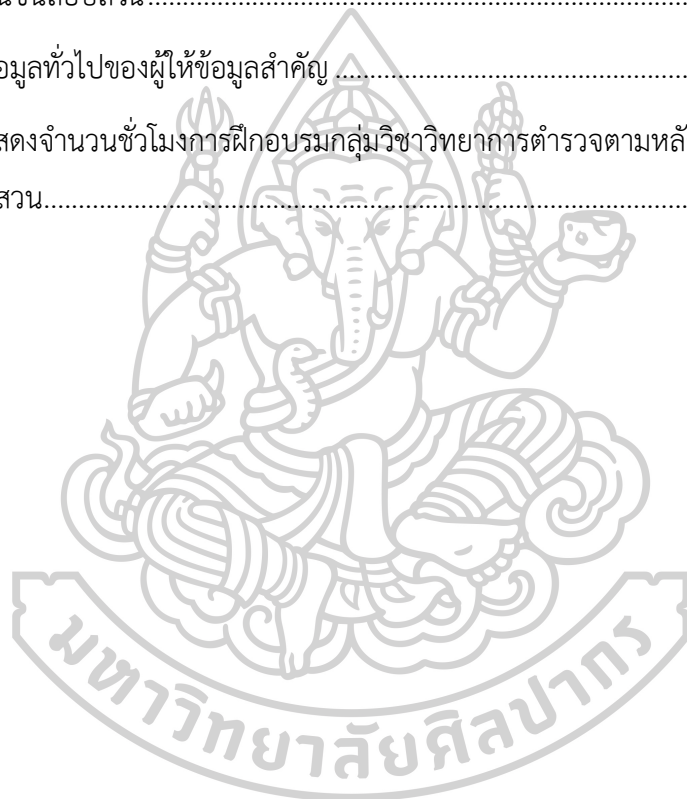 ข้อมูลทั่วไปของผู้ให้ข้อมูลสำคัญ
สดงจำนวนชั่วโมงการฝึกอบรมกลุ่มวิชาวิทยาการตำรวจตามหลั
สวน
มหาวิทยาลัยศิลปากร